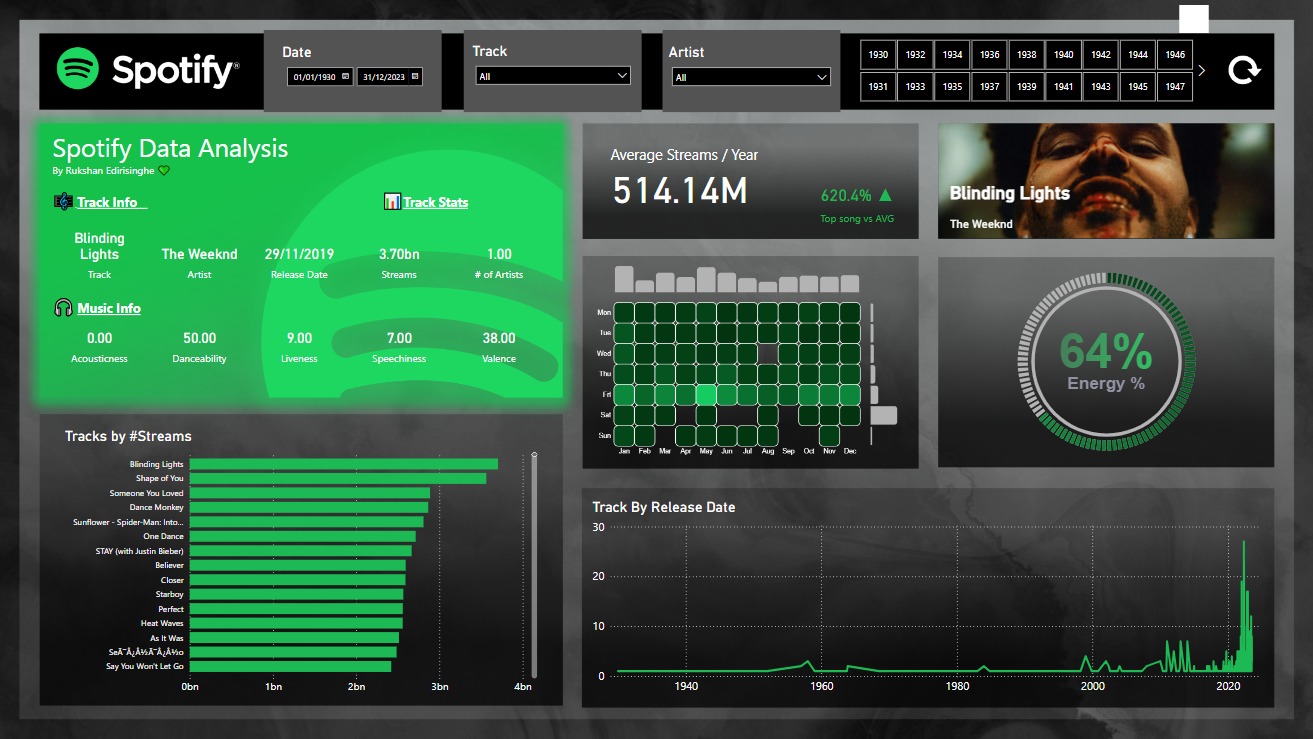 Spotify®
Date
01/01/1930
31/12/2023
Track
All
Artist
All
1930 1932 1934 1936 1938 1940 1942 1944 1946
1931 1933 1935 1937 1939 1941 1943 1945 1947
Spotify Data Analysis
By Rukshan Edirisinghe
Track Info
Track Stats
Blinding
Lights
Track
The Weeknd
Artist
29/11/2019
Release Date
3.70bn
Streams
1.00
# of Artists
Music Info
0.00
Acousticness
50.00
Danceability
9.00
Liveness
7.00
Speechiness
38.00
Valence
Average Streams / Year
514.14M
620.4% ▲
Top song vs AVG
Blinding Lights
The Weeknd
Mon
Tue
Wed
Thu
Fri
Sat
Sun
Jan Feb Mar Apr May Jun Jul Aug Sep Oct Nov Dec
64%
Energy %
Tracks by #Streams
Blinding Lights
Shape of You
Someone You Loved
Dance Monkey
Sunflower - Spider-Man: Into...
One Dance
STAY (with Justin Bieber)
Believer
Closer
Starboy
Perfect
Heat Waves
As It Was
SeÃ¯Â¿Â½Ã¯Â¿Â½o
Say You Won't Let Go
0bn 1bn 2bn 3bn 4bn
Track By Release Date
30
20
10
0
1940 1960 1980 2000 2020